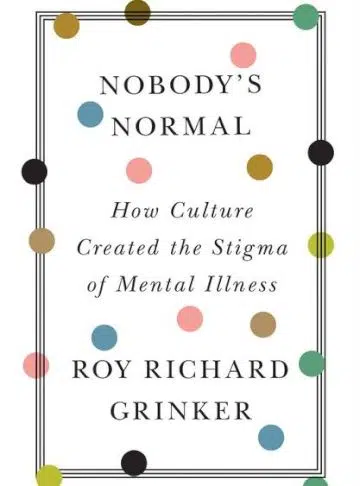 NOBODY'S
NORMAL
How Culture
Created the Stigma
of Mental Illness
ROY RICHARD
GRINKER